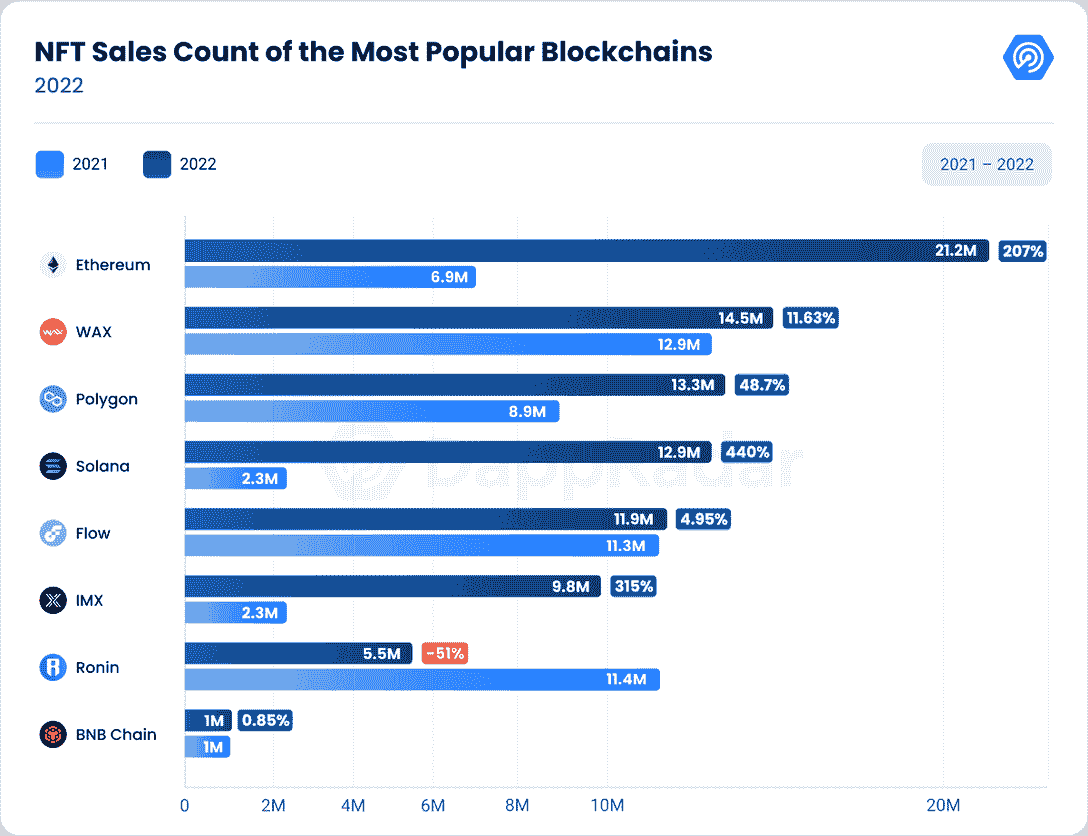 NFT Sales Count of the Most Popular Blockchains
2022
2021 2022
2021 – 2022
Ethereum
21.2M 207%
6.9M
WAX
14.5M 11.63%
12.9M
Polygon
13.3M 48.7%
8.9M
Solana
12.9M 440%
2.3M
DappRadar
Flow
11.9M 4.95%
11.3M
IMX
9.8M 315%
2.3M
Ronin
5.5M -51%
11.4M
BNB Chain
1M 0.85%
1M
0 2M 4M 6M 8M 10M 20M